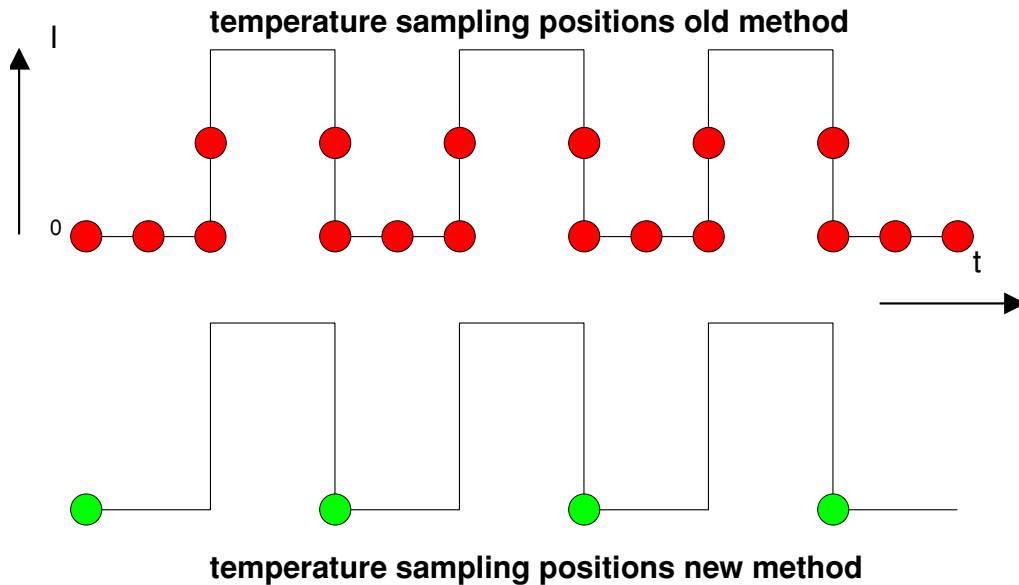 temperature sampling positions old method
I
0
t
temperature sampling positions new method